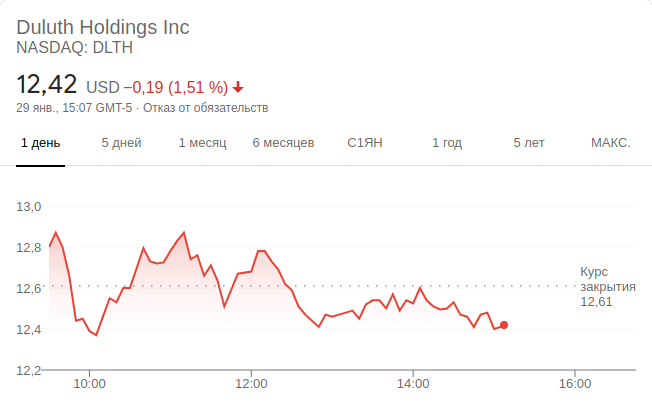 Duluth Holdings Inc
NASDAQ: DLTH
12,42 USD −0,19 (1,51 %)
29 янв., 15:07 GMT-5 · Отказ от обязательств
1 день 5 дней 1 месяц 6 месяцев С1ЯН 1 год 5 лет МАКС.
13,0
12,8
12,6
12,4
12,2
Курс
закрытия
12,61
10:00 12:00 14:00 16:00